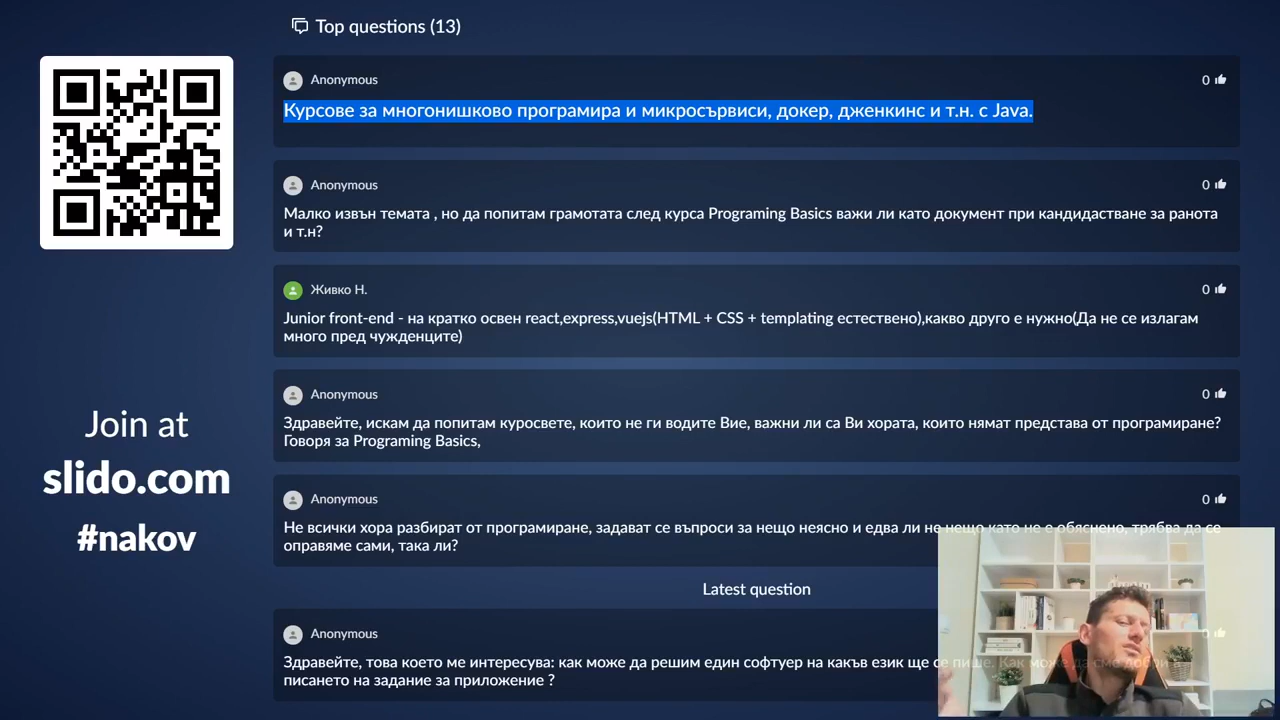 Top questions (13)
Anonymous
0
Курсове за многонишково програмира и микросървиси, докер, дженкинс и т.н. с Java.
Anonymous
0
Малко извън темата , но да попитам грамотата след курса Programing Basics важи ли като документ при кандидастване за ранота
и т.н?
Живко Н.
0
Junior front-end - на кратко освен react,express,vuejs(HTML + CSS + templating естествено),какво друго е нужно(Да не се излагам
много пред чужденците)
Anonymous
0
Здравейте, искам да попитам куросвете, които не ги водите Вие, важни ли са Ви хората, които нямат представа от програмиране?
Говоря за Programing Basics,
Anonymous
0
Не всички хора разбират от програмиране, задават се въпроси за нещо неясно и едва ли не нещо като не е обяснено, трябва да се
оправяме сами, така ли?
Latest question
Anonymous
0
Здравейте, това което ме интересува: как може да решим един софтуер на какъв език ще се пише. Как може да сме добри в
писането на задание за приложение ?
Join at
slido.com
#nakov